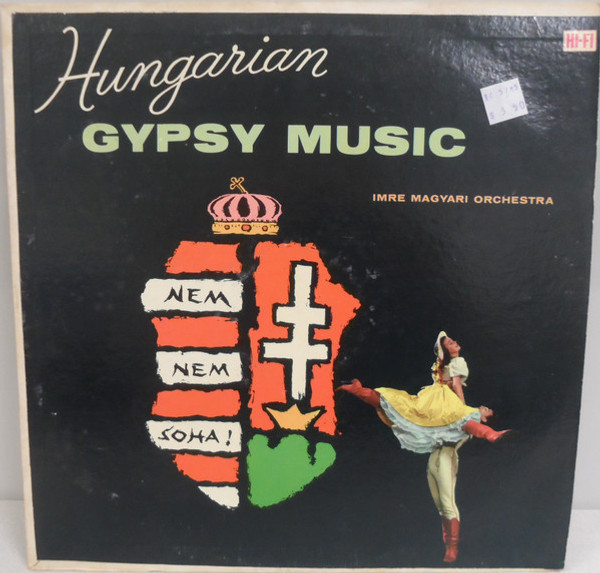 Hungarian
HI-FI
GYPSY MUSIC
IMRE MAGYARI ORCHESTRA
NEM
NEM
SOHA!